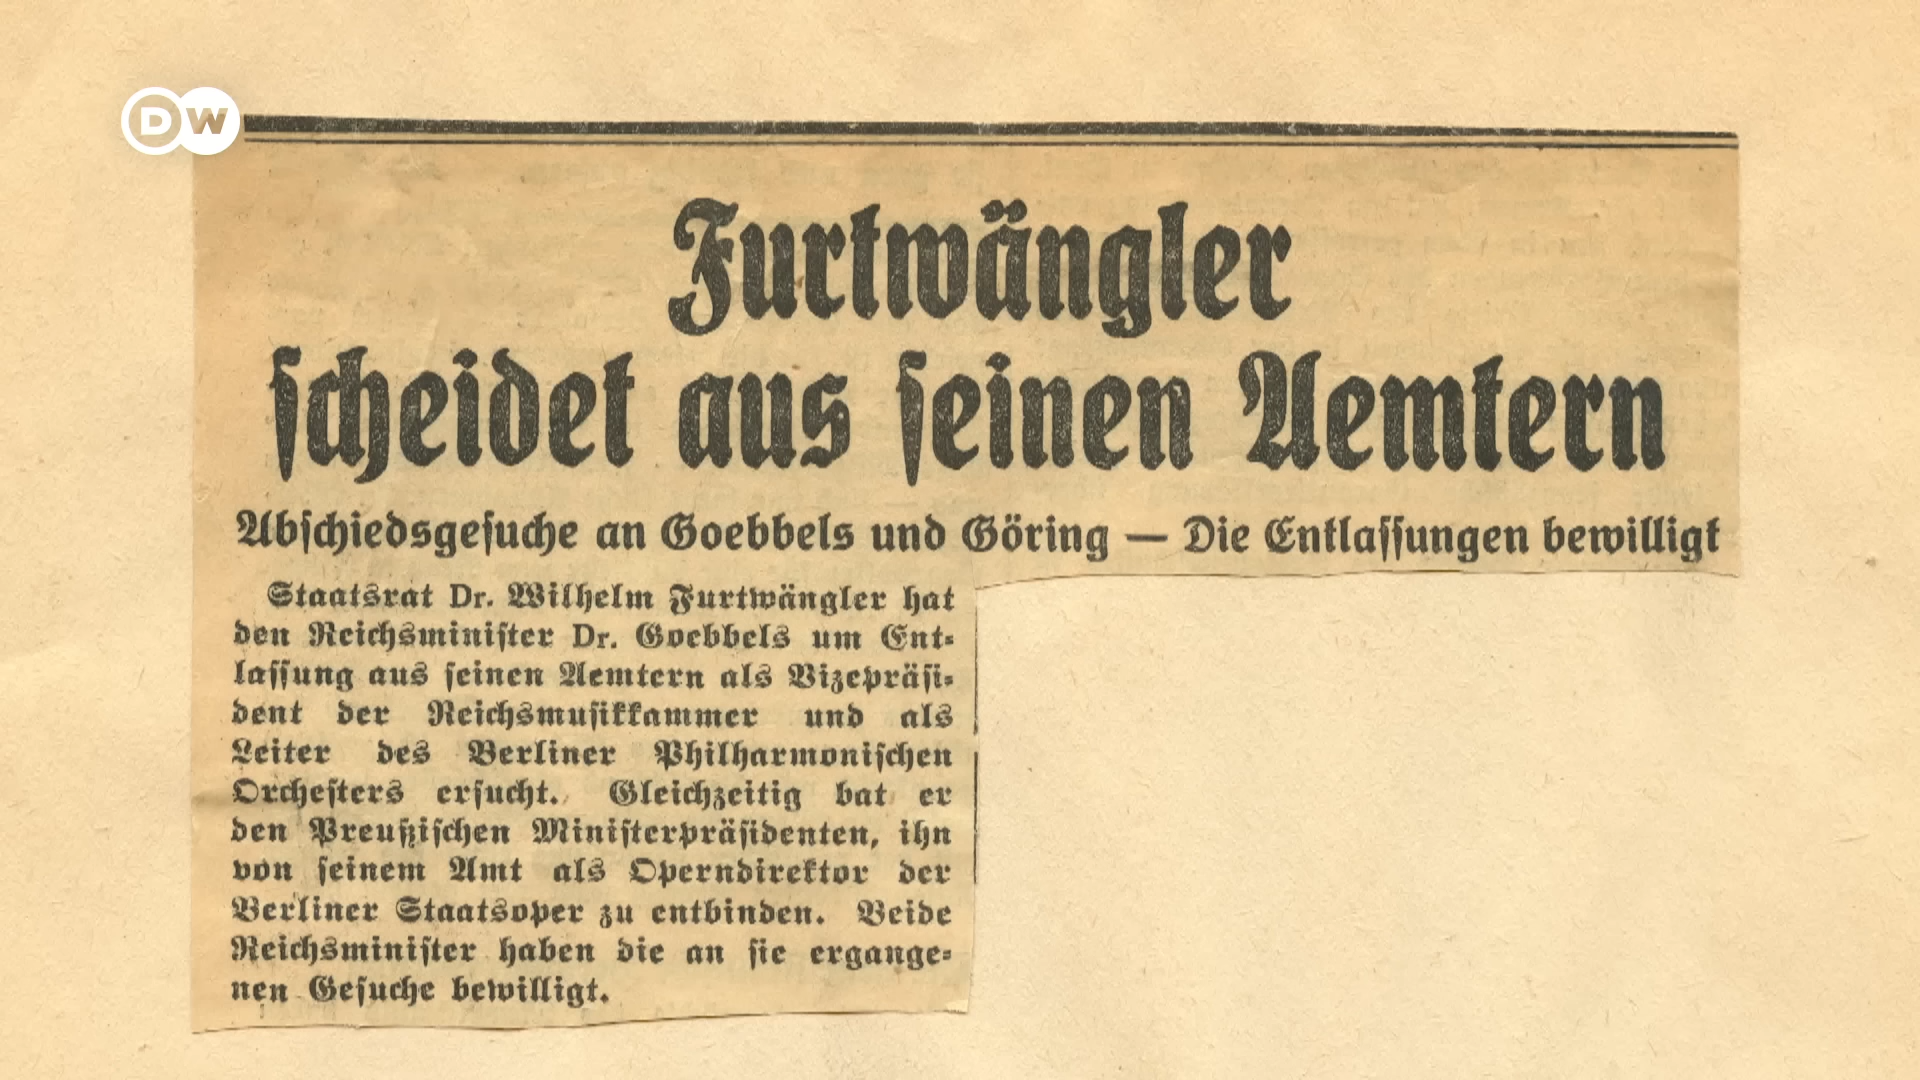 DW
Furtwängler
scheidet aus seinen Aemtern
Abschiedsgesuche an Goebbels und Göring — Die Entlassungen bewilligt
Staatsrat Dr. Wilhelm Furtwängler hat
den Reichsminister Dr. Goebbels um Ent-
lassung aus seinen Aemtern als Vizepräsi-
dent der Reichsmusikkammer und als
Leiter des Berliner Philharmonischen
Orchesters ersucht. Gleichzeitig bat er
den Preußischen Ministerpräsidenten, ihn
von seinem Amt als Operndirektor der
Berliner Staatsoper zu entbinden. Beide
Reichsminister haben die an sie ergange-
nen Gesuche bewilligt.